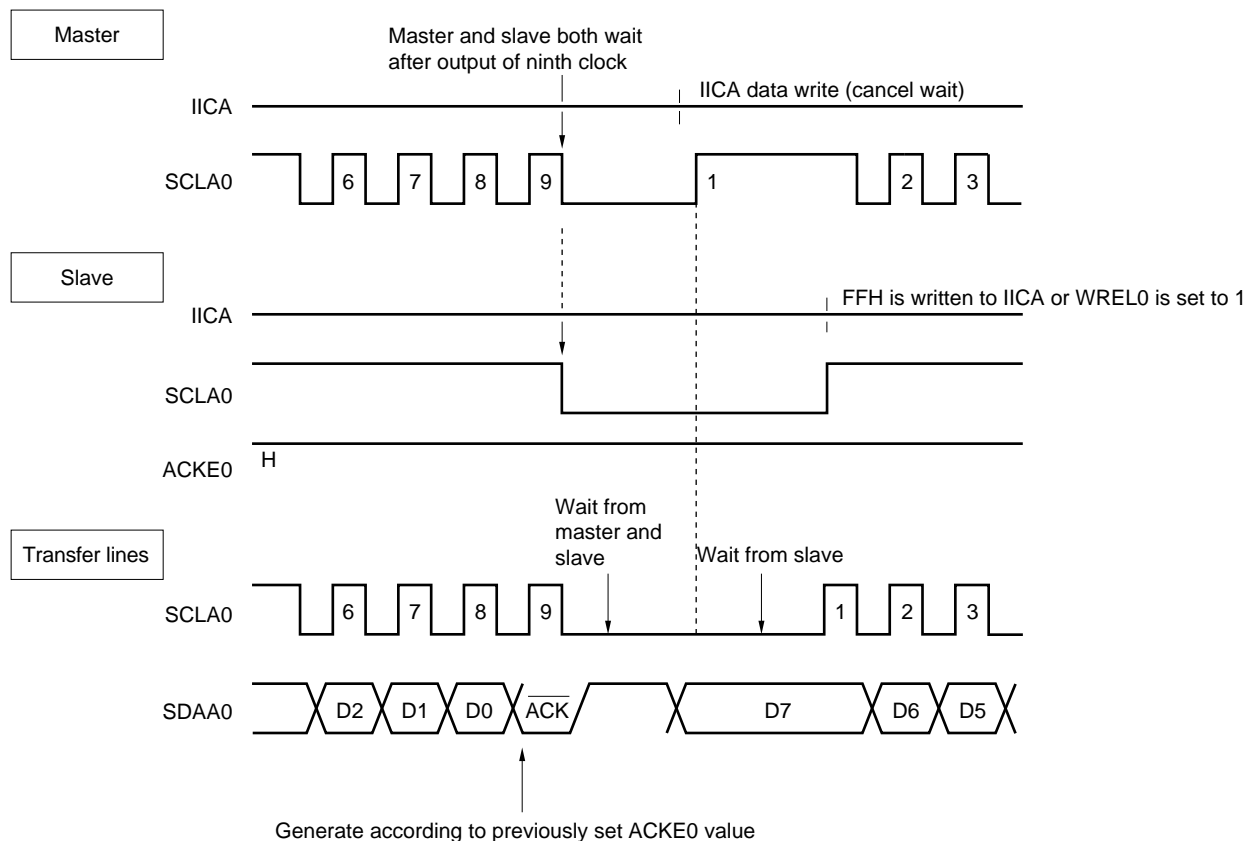 Master
Master and slave both wait
after output of ninth clock
IICA data write (cancel wait)
IICA
SCLA0
6 7 8 9 1 2 3
Slave
FFH is written to IICA or WREL0 is set to 1
IICA
SCLA0
H
ACKE0
Wait from
master and
slave
Wait from slave
Transfer lines
SCLA0
6 7 8 9 1 2 3
SDAA0
D2 D1 D0 ACK D7 D6 D5
Generate according to previously set ACKE0 value